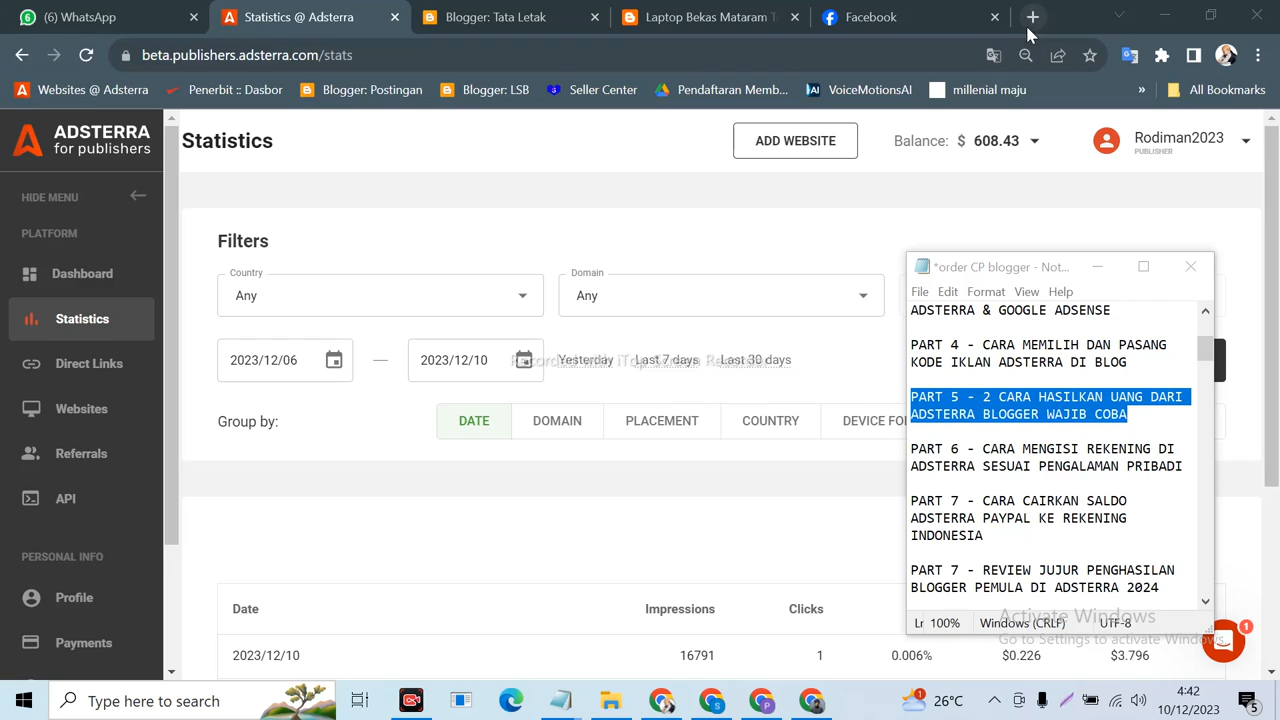 (6) WhatsApp
Statistics @ Adsterra
Blogger: Tata Letak
Laptop Bekas Mataram T
Facebook
beta.publishers.adsterra.com/stats
Websites @ Adsterra
Penerbit :: Dasbor
Blogger: Postingan
Blogger: LSB
Seller Center
Pendaftaran Memb...
VoiceMotionsAI
millenial maju
»
All Bookmarks
ADSTERRA
for publishers
HIDE MENU
PLATFORM
Dashboard
Statistics
Direct Links
Websites
Referrals
API
PERSONAL INFO
Profile
Payments
Statistics
ADD WEBSITE
Balance: $ 608.43
Rodiman2023
PUBLISHER
Filters
Country
Any
Domain
Any
2023/12/06
2023/12/10
Yesterday
Last 7 days
Last 30 days
Group by:
DATE
DOMAIN
PLACEMENT
COUNTRY
DEVICE FO
Date
Impressions
Clicks
2023/12/10
16791
1
0.006%
$0.226
$3.796
*order CP blogger - Not...
File
Edit
Format
View
Help
ADSTERRA & GOOGLE ADSENSE
PART 4 - CARA MEMILIH DAN PASANG
KODE IKLAN ADSTERRA DI BLOG
PART 5 - 2 CARA HASILKAN UANG DARI
ADSTERRA BLOGGER WAJIB COBA
PART 6 - CARA MENGISI REKENING DI
ADSTERRA SESUAI PENGALAMAN PRIBADI
PART 7 - CARA CAIRKAN SALDO
ADSTERRA PAYPAL KE REKENING
INDONESIA
PART 7 - REVIEW JUJUR PENGHASILAN
BLOGGER PEMULA DI ADSTERRA 2024
Ln
100%
Windows (CRLF)
UTF-8
Activate Windows
Go to Settings to activate Windows.
1
Type here to search
1
26°C
4:42
10/12/2023
5